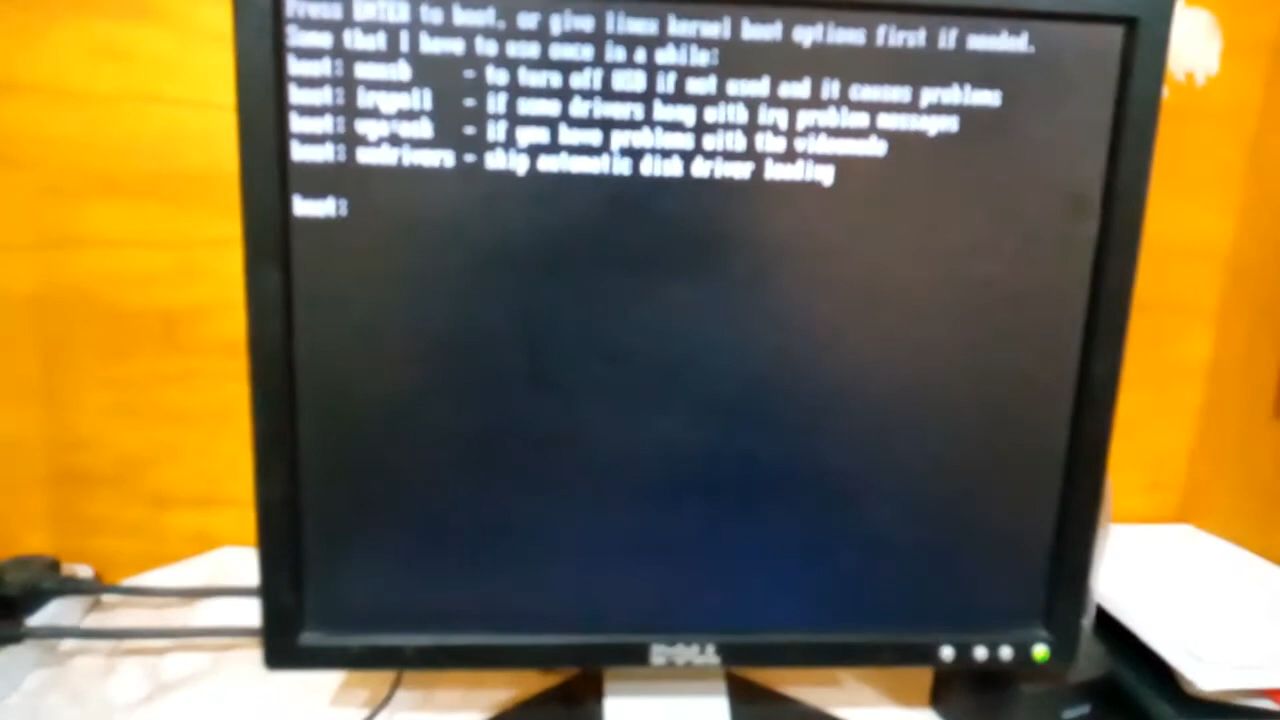 Press ENTER to boot, or give linux kernel boot options first if needed.
Some that I have to use once in a while:
boot: nousb - to turn off USB if not used and it causes problems
boot: irqpoll - if some drivers hang with irq problem messages
boot: vga=ask - if you have problems with the videomode
boot: nodrivers - skip automatic disk driver loading
boot:
DELL